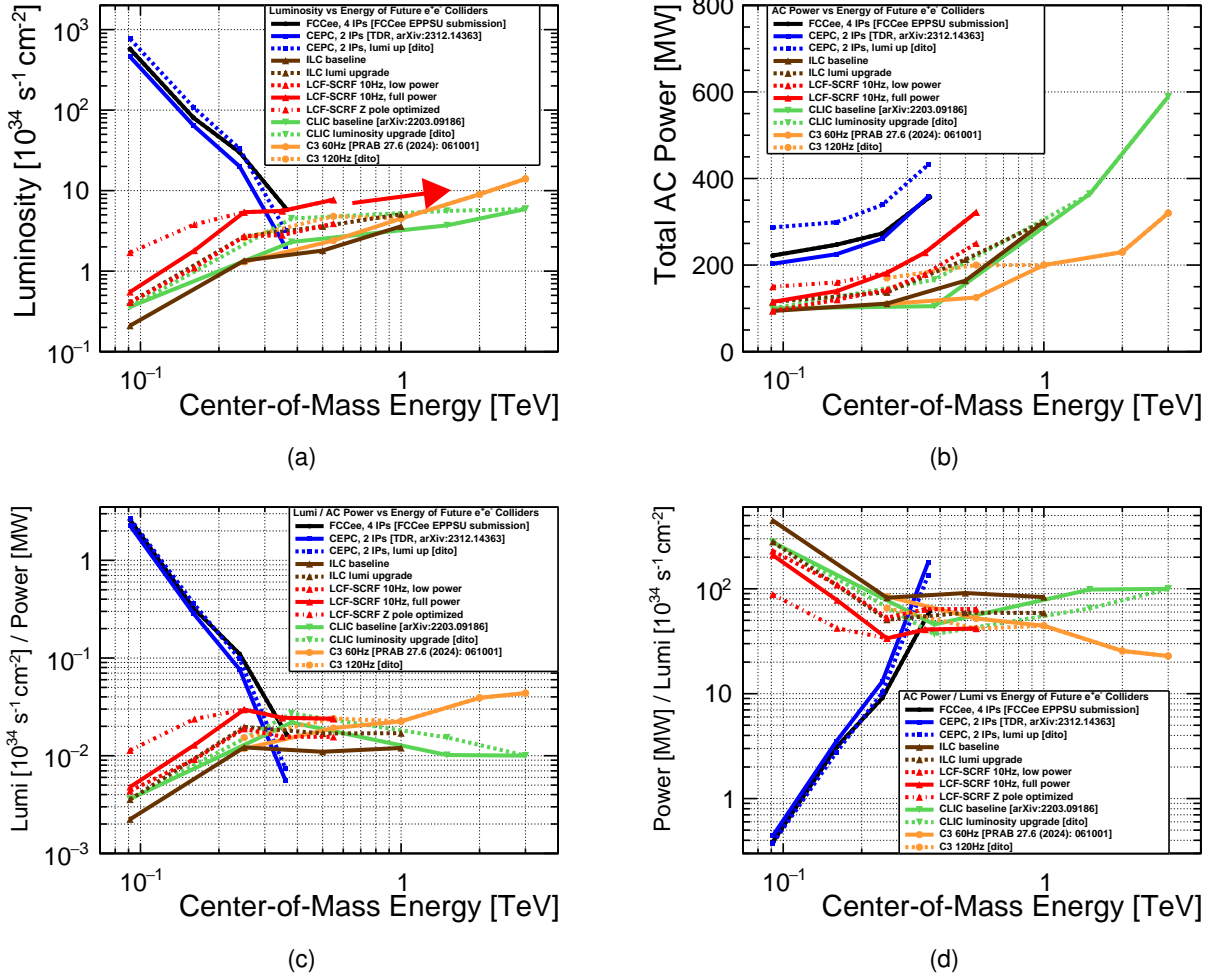 Luminosity vs Energy of Future e⁺e⁻ Colliders
FCCee, 4 IPs [FCCee EPPSU submission]
CEPC, 2 IPs [TDR, arXiv:2312.14363]
CEPC, 2 IPs, lumi up [dito]
ILC baseline
ILC lumi upgrade
LCF-SCRF 10Hz, low power
LCF-SCRF 10Hz, full power
LCF-SCRF Z pole optimized
CLIC baseline [arXiv:2203.09186]
CLIC luminosity upgrade [dito]
C3 60Hz [PRAB 27.6 (2024): 061001]
C3 120Hz [dito]
Luminosity [10³⁴ s⁻¹ cm⁻²]
10³
10²
10
1
10⁻¹
10⁻¹ 1
Center-of-Mass Energy [TeV]
(a)
AC Power vs Energy of Future e⁺e⁻ Colliders
FCCee, 4 IPs [FCCee EPPSU submission]
CEPC, 2 IPs [TDR, arXiv:2312.14363]
CEPC, 2 IPs, lumi up [dito]
ILC baseline
ILC lumi upgrade
LCF-SCRF 10Hz, low power
LCF-SCRF 10Hz, full power
LCF-SCRF Z pole optimized
CLIC baseline [arXiv:2203.09186]
CLIC luminosity upgrade [dito]
C3 60Hz [PRAB 27.6 (2024): 061001]
C3 120Hz [dito]
Total AC Power [MW]
800
600
400
200
0
10⁻¹ 1
Center-of-Mass Energy [TeV]
(b)
Lumi / AC Power vs Energy of Future e⁺e⁻ Colliders
FCCee, 4 IPs [FCCee EPPSU submission]
CEPC, 2 IPs [TDR, arXiv:2312.14363]
CEPC, 2 IPs, lumi up [dito]
ILC baseline
ILC lumi upgrade
LCF-SCRF 10Hz, low power
LCF-SCRF 10Hz, full power
LCF-SCRF Z pole optimized
CLIC baseline [arXiv:2203.09186]
CLIC luminosity upgrade [dito]
C3 60Hz [PRAB 27.6 (2024): 061001]
C3 120Hz [dito]
Lumi [10³⁴ s⁻¹ cm⁻²] / Power [MW]
1
10⁻¹
10⁻²
10⁻³
10⁻¹ 1
Center-of-Mass Energy [TeV]
(c)
Power [MW] / Lumi [10³⁴ s⁻¹ cm⁻²]
10²
10
1
AC Power / Lumi vs Energy of Future e⁺e⁻ Colliders
FCCee, 4 IPs [FCCee EPPSU submission]
CEPC, 2 IPs [TDR, arXiv:2312.14363]
CEPC, 2 IPs, lumi up [dito]
ILC baseline
ILC lumi upgrade
LCF-SCRF 10Hz, low power
LCF-SCRF 10Hz, full power
LCF-SCRF Z pole optimized
CLIC baseline [arXiv:2203.09186]
CLIC luminosity upgrade [dito]
C3 60Hz [PRAB 27.6 (2024): 061001]
C3 120Hz [dito]
10⁻¹ 1
Center-of-Mass Energy [TeV]
(d)